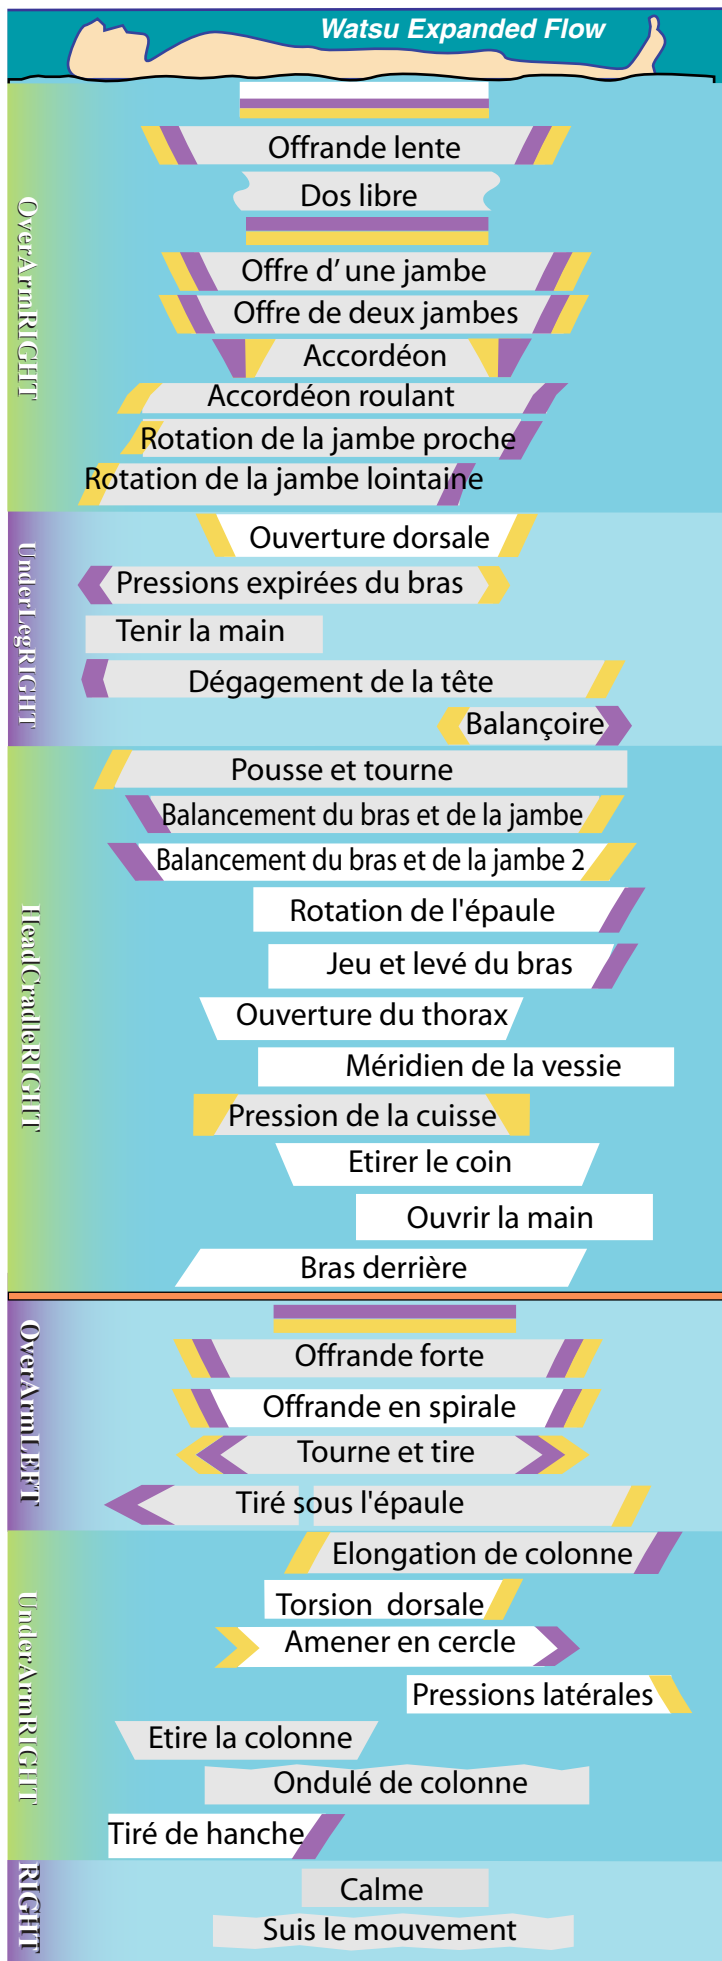 Watsu Expanded Flow
OverArmRIGHT
Offrande lente
Dos libre
Offre d'une jambe
Offre de deux jambes
Accordéon
Accordéon roulant
Rotation de la jambe proche
Rotation de la jambe lointaine
UnderLegRIGHT
Ouverture dorsale
Pressions expirées du bras
Tenir la main
Dégagement de la tête
Balançoire
HeadCradleRIGHT
Pousse et tourne
Balancement du bras et de la jambe
Balancement du bras et de la jambe 2
Rotation de l'épaule
Jeu et levé du bras
Ouverture du thorax
Méridien de la vessie
Pression de la cuisse
Etirer le coin
Ouvrir la main
Bras derrière
OverArmLEFT
Offrande forte
Offrande en spirale
Tourne et tire
Tiré sous l'épaule
UnderArmRIGHT
Elongation de colonne
Torsion dorsale
Amener en cercle
Pressions latérales
Etire la colonne
Ondulé de colonne
Tiré de hanche
RIGHT
Calme
Suis le mouvement